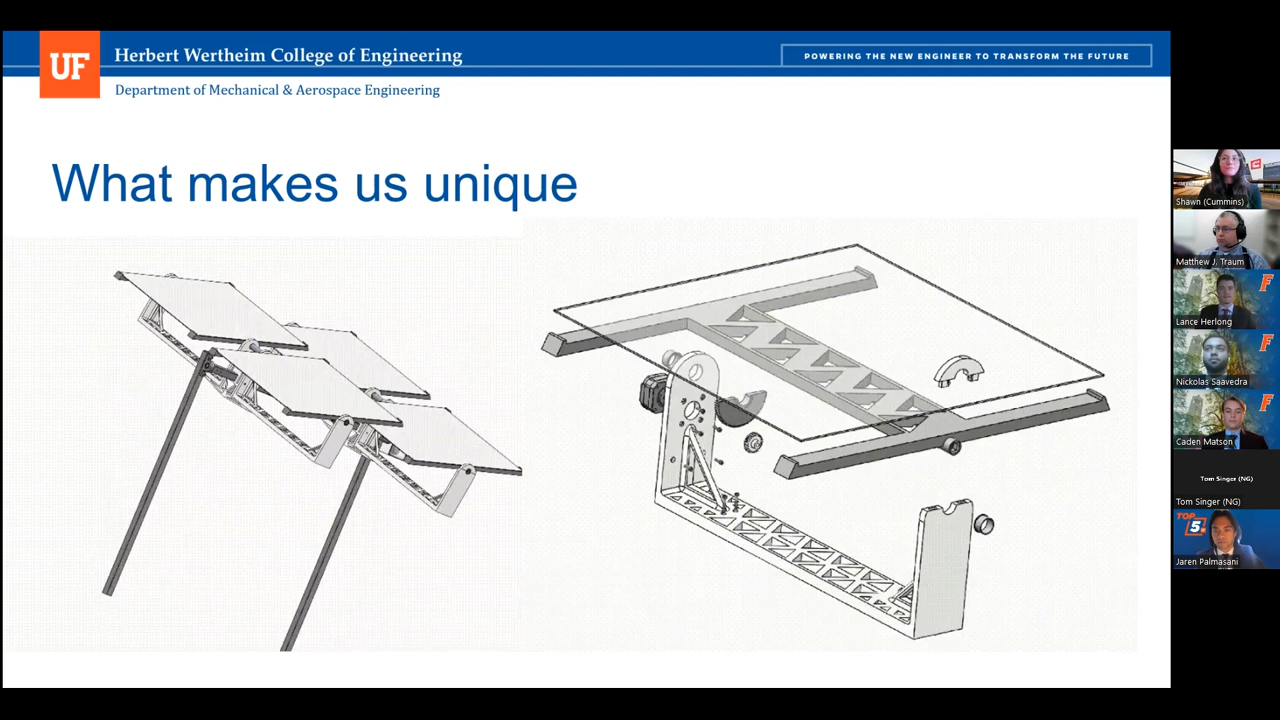 UF
Herbert Wertheim College of Engineering
POWERING THE NEW ENGINEER TO TRANSFORM THE FUTURE
Department of Mechanical & Aerospace Engineering
What makes us unique
Shawn (Cummins)
Matthew J. Traum
F
Lance Herlong
F
Nickolas Saavedra
F
Caden Matson
Tom Singer (NG)
Tom Singer (NG)
TOP
5
Jaren Palmasani